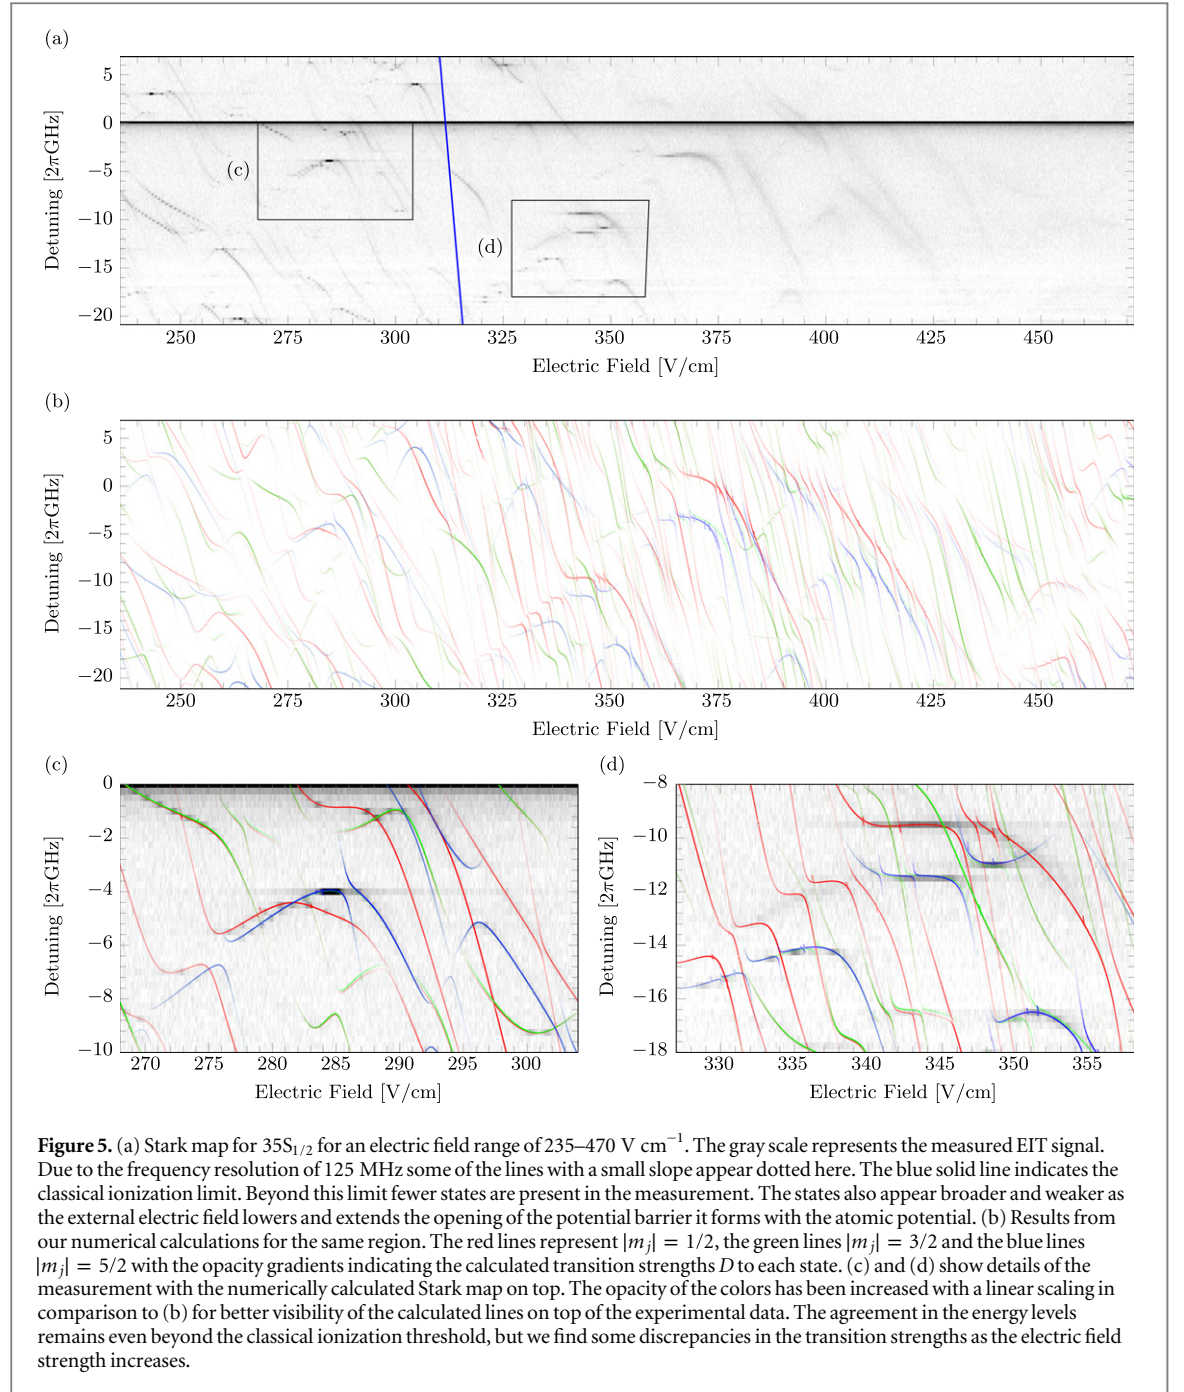 (a)
5
0
−5
−10
−15
−20
Detuning [2πGHz]
(c)
(d)
250 275 300 325 350 375 400 425 450
Electric Field [V/cm]
(b)
5
0
−5
−10
−15
−20
Detuning [2πGHz]
250 275 300 325 350 375 400 425 450
Electric Field [V/cm]
(c)
0
−2
−4
−6
−8
−10
Detuning [2πGHz]
270 275 280 285 290 295 300
Electric Field [V/cm]
(d)
−8
−10
−12
−14
−16
−18
Detuning [2πGHz]
330 335 340 345 350 355
Electric Field [V/cm]
Figure 5. (a) Stark map for 35S1/2 for an electric field range of 235–470 V cm−1. The gray scale represents the measured EIT signal.
Due to the frequency resolution of 125 MHz some of the lines with a small slope appear dotted here. The blue solid line indicates the
classical ionization limit. Beyond this limit fewer states are present in the measurement. The states also appear broader and weaker as
the external electric field lowers and extends the opening of the potential barrier it forms with the atomic potential. (b) Results from
our numerical calculations for the same region. The red lines represent |mj| = 1/2, the green lines |mj| = 3/2 and the blue lines
|mj| = 5/2 with the opacity gradients indicating the calculated transition strengths D to each state. (c) and (d) show details of the
measurement with the numerically calculated Stark map on top. The opacity of the colors has been increased with a linear scaling in
comparison to (b) for better visibility of the calculated lines on top of the experimental data. The agreement in the energy levels
remains even beyond the classical ionization threshold, but we find some discrepancies in the transition strengths as the electric field
strength increases.